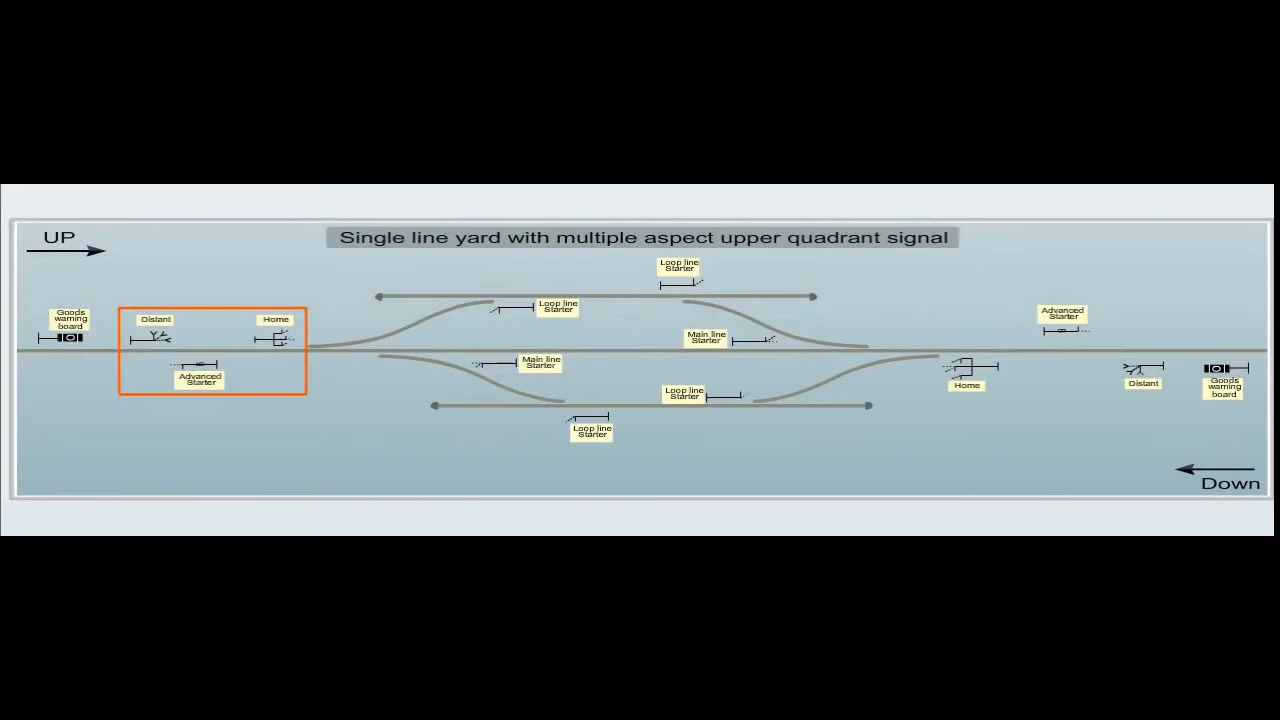 UP
Single line yard with multiple aspect upper quadrant signal
Loop line
Starter
Goods
warning
board
Distant
Home
Loop line
Starter
Advanced
Starter
Main line
Starter
Main line
Starter
Advanced
Starter
Loop line
Starter
Home
Distant
Goods
warning
board
Loop line
Starter
Down